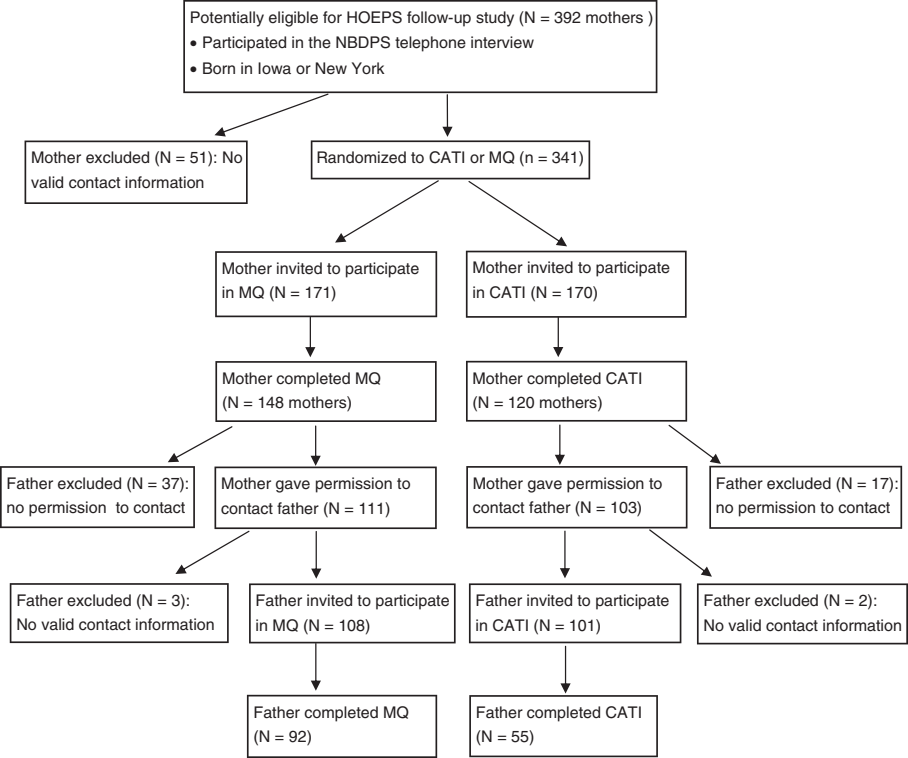 Potentially eligible for HOEPS follow-up study (N = 392 mothers )
• Participated in the NBDPS telephone interview
• Born in Iowa or New York
Mother excluded (N = 51): No
valid contact information
Randomized to CATI or MQ (n = 341)
Mother invited to participate
in MQ (N = 171)
Mother invited to participate
in CATI (N = 170)
Mother completed MQ
(N = 148 mothers)
Mother completed CATI
(N = 120 mothers)
Father excluded (N = 37):
no permission to contact
Mother gave permission to
contact father (N = 111)
Mother gave permission to
contact father (N = 103)
Father excluded (N = 17):
no permission to contact
Father excluded (N = 3):
No valid contact information
Father invited to participate
in MQ (N = 108)
Father invited to participate
in CATI (N = 101)
Father excluded (N = 2):
No valid contact information
Father completed MQ
(N = 92)
Father completed CATI
(N = 55)